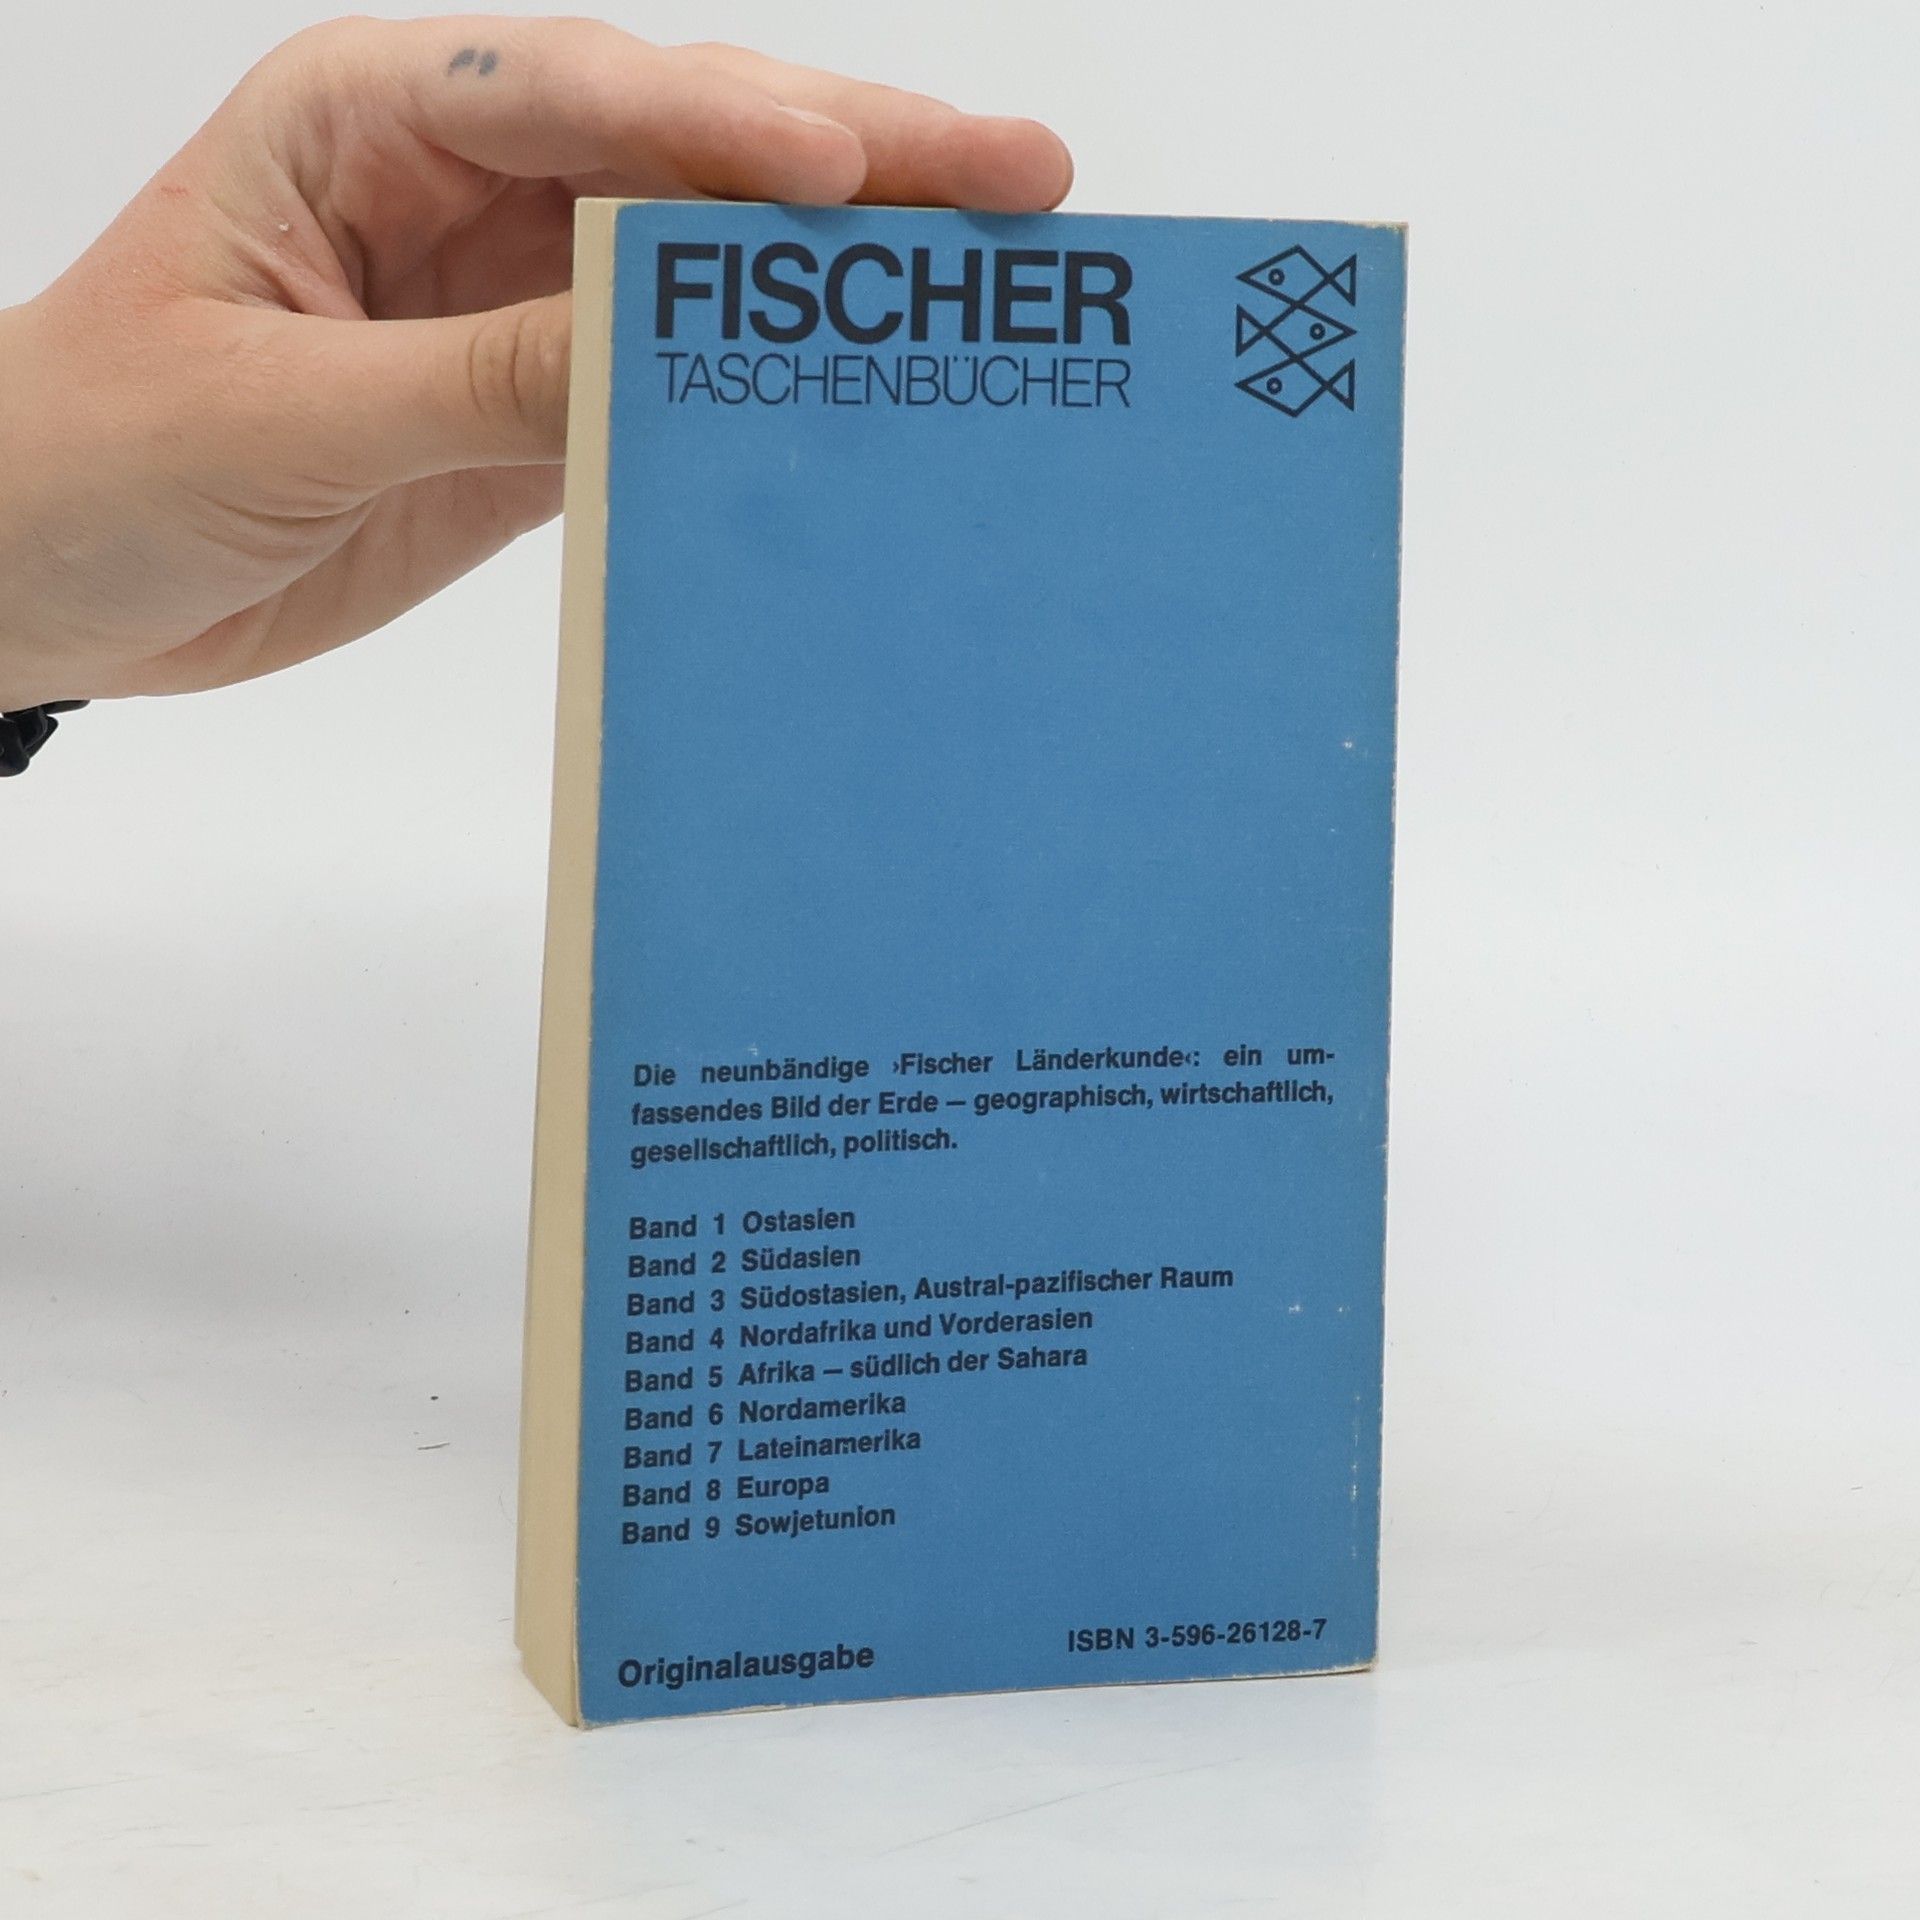 FISCHER
TASCHENBÜCHER
Die neunbändige ›Fischer Länderkunde‹: ein um-
fassendes Bild der Erde – geographisch, wirtschaftlich,
gesellschaftlich, politisch.
Band 1 Ostasien
Band 2 Südasien
Band 3 Südostasien, Austral-pazifischer Raum
Band 4 Nordafrika und Vorderasien
Band 5 Afrika – südlich der Sahara
Band 6 Nordamerika
Band 7 Lateinamerika
Band 8 Europa
Band 9 Sowjetunion
Originalausgabe
ISBN 3-596-26128-7